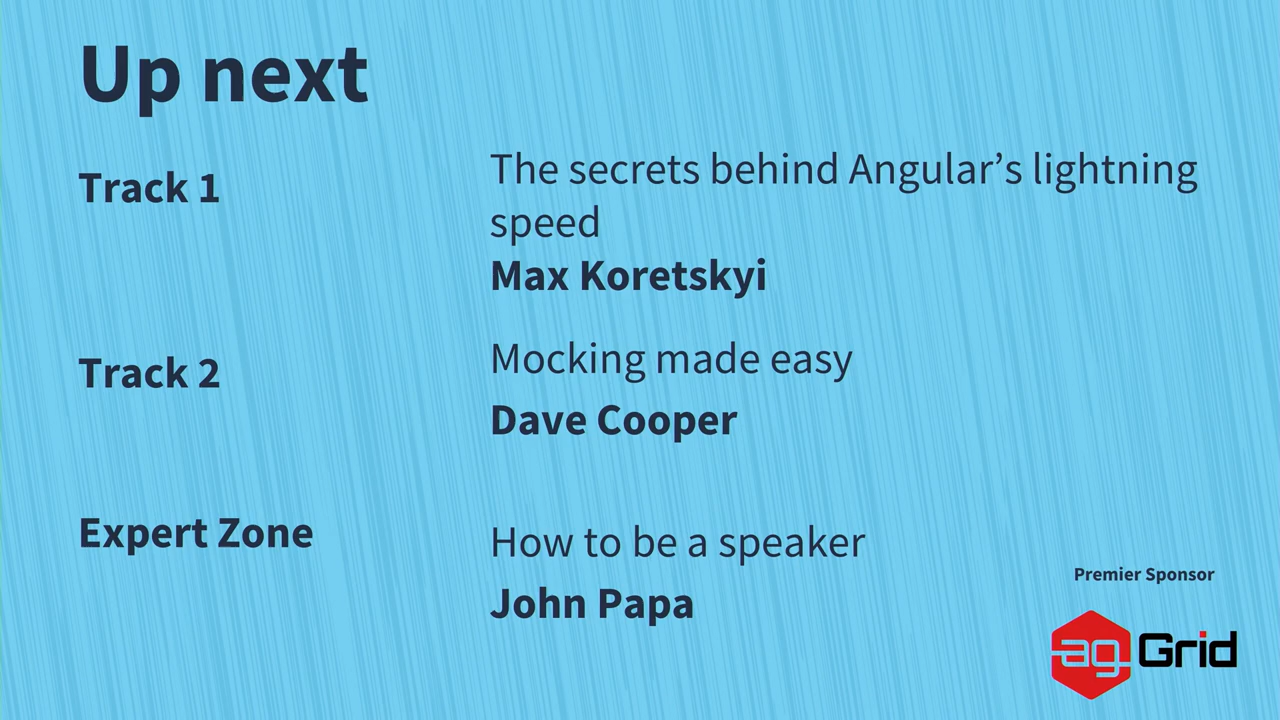 Up next
Track 1
The secrets behind Angular’s lightning
speed
Max Koretskyi
Track 2
Mocking made easy
Dave Cooper
Expert Zone
How to be a speaker
John Papa
Premier Sponsor
ag Grid